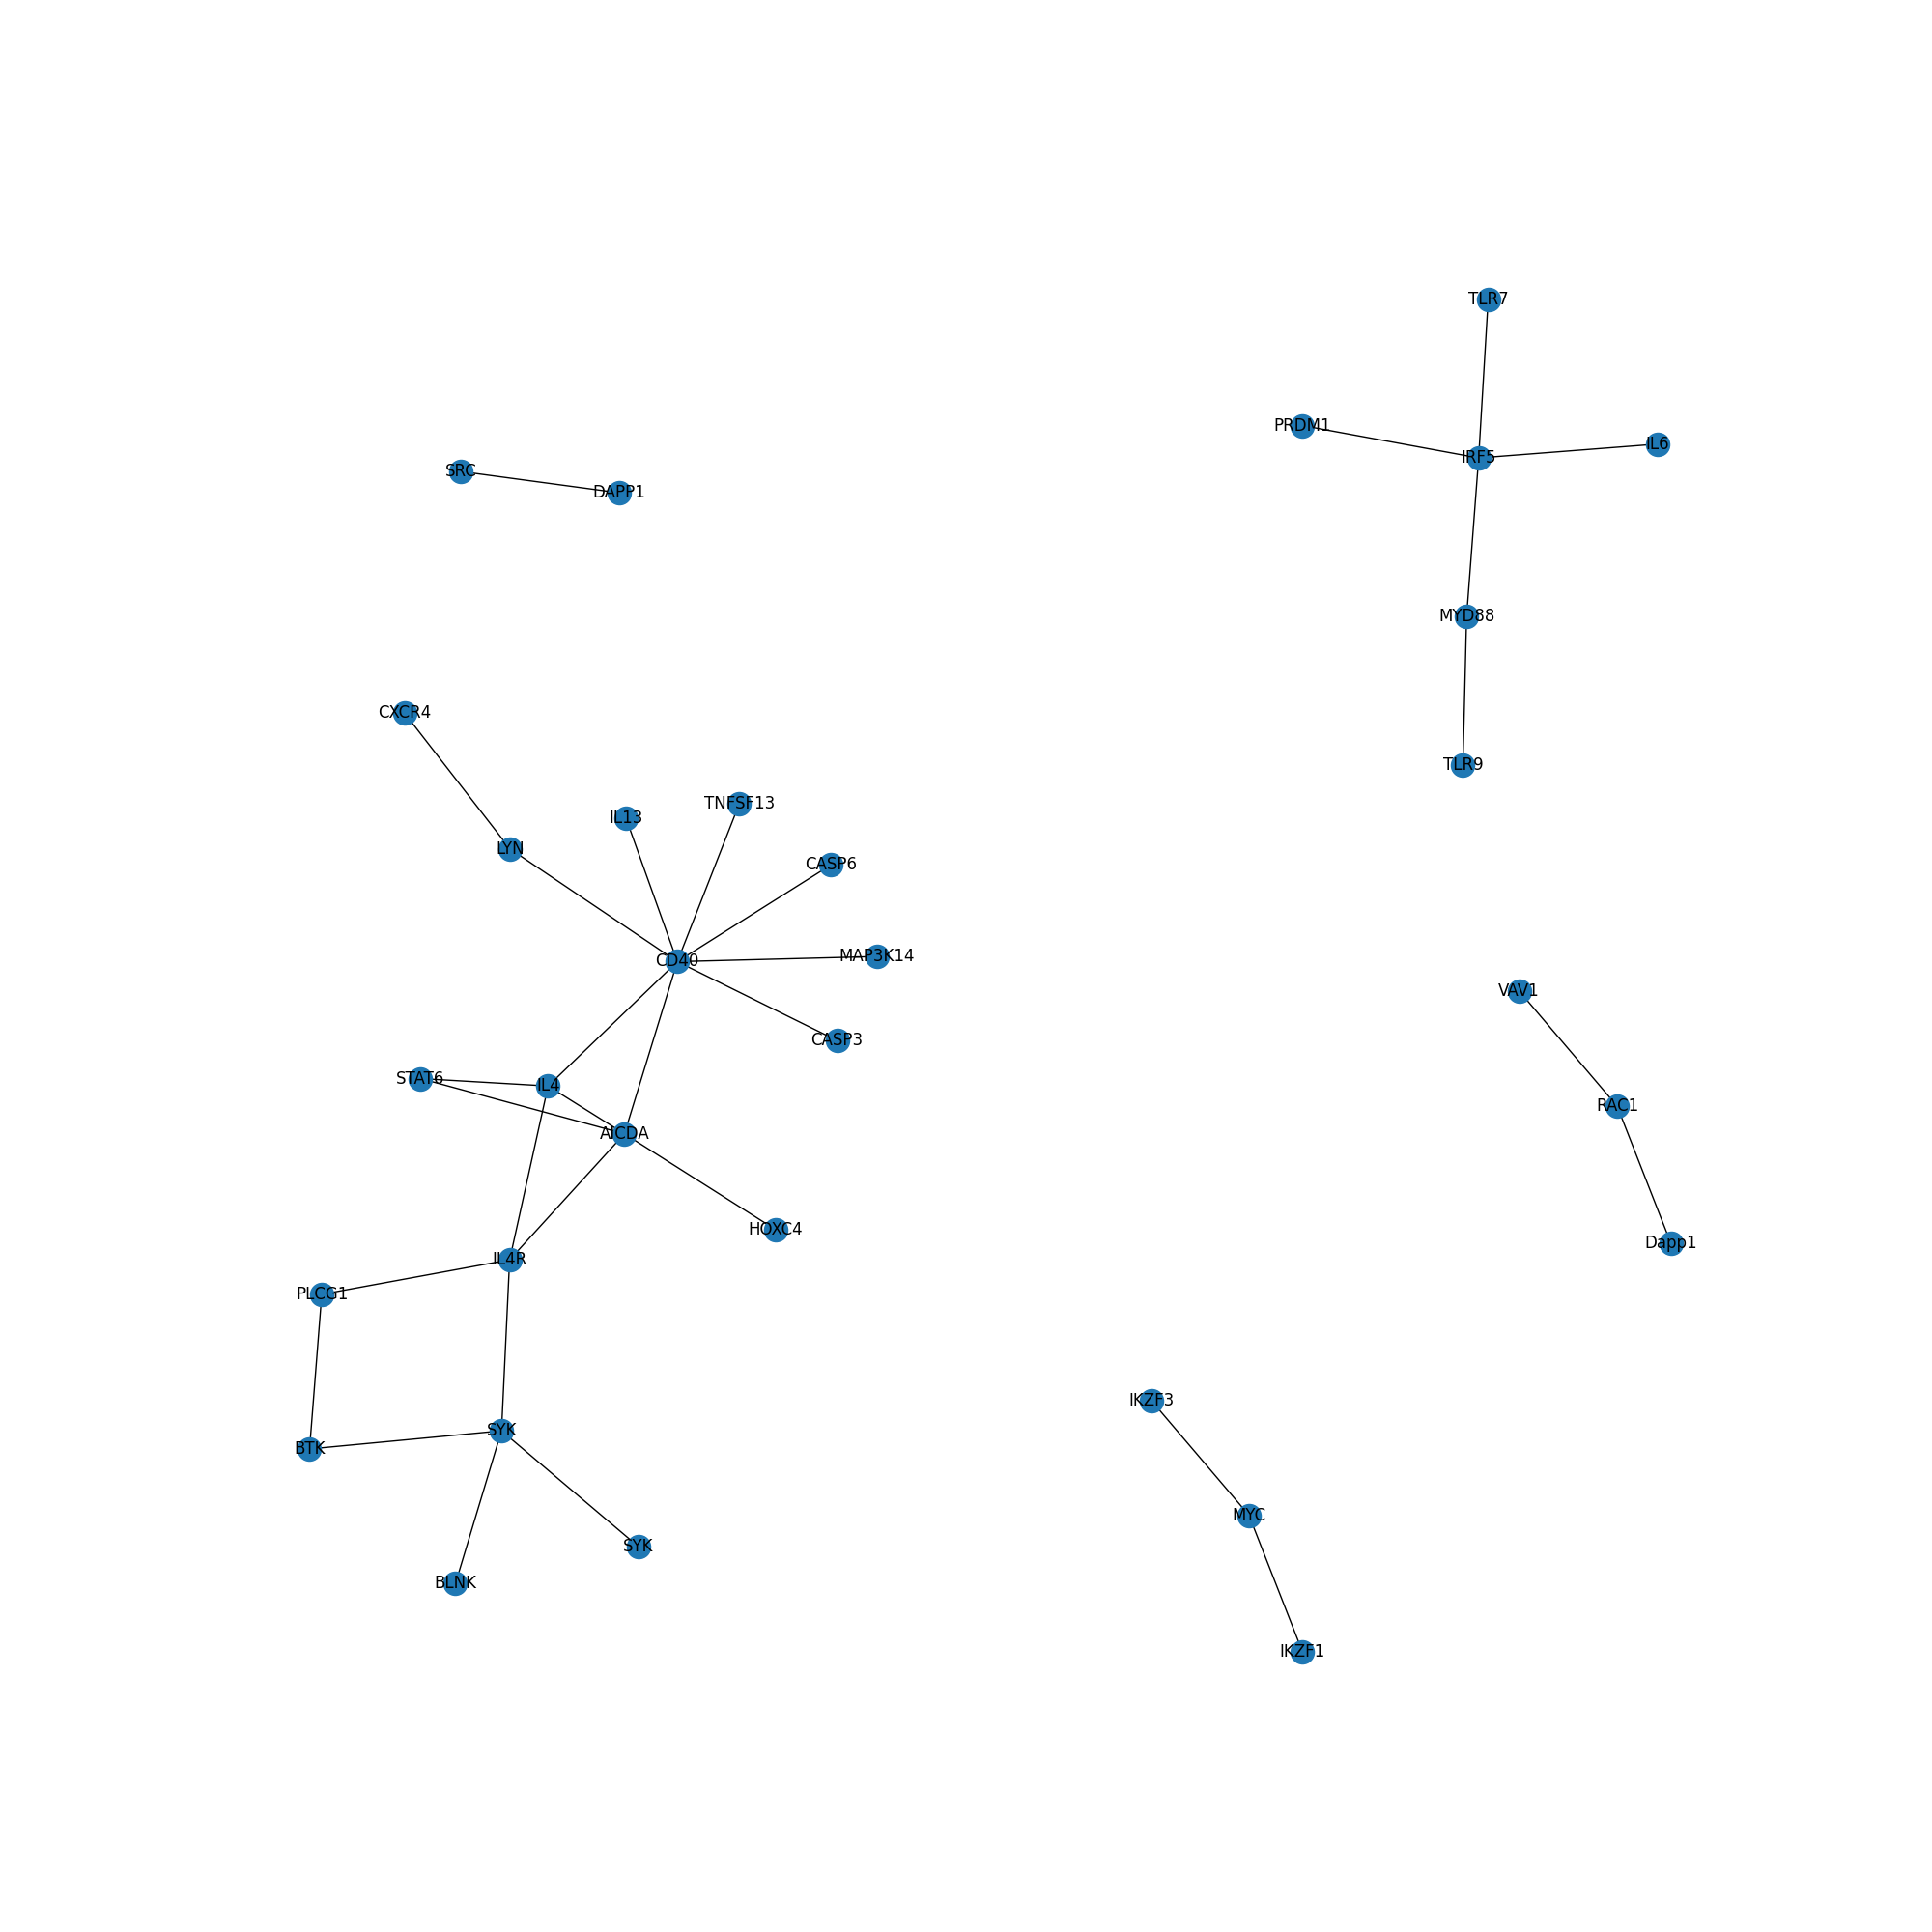 TLR7
PRDM1
IL6
IRF5
SRC
DAPP1
MYD88
CXCR4
TLR9
TNFSF13
IL13
LYN
CASP6
MAP3K14
CD40
VAV1
CASP3
STAT6
IL4
RAC1
AICDA
HOXC4
Dapp1
IL4R
PLCG1
IKZF3
SYK
BTK
MYC
SYK
BLNK
IKZF1